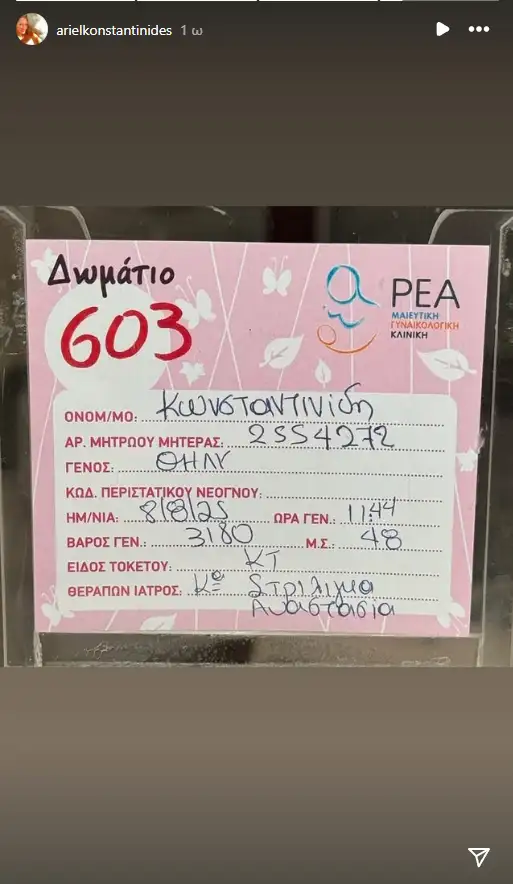 arielkonstantinides 1 ω
Δωμάτιο
603
ΡΕΑ
ΜΑΙΕΥΤΙΚΗ
ΓΥΝΑΙΚΟΛΟΓΙΚΗ
ΚΛΙΝΙΚΗ
ΟΝΟΜ/ΜΟ: Κωνσταντινίδη
ΑΡ. ΜΗΤΡΩΟΥ ΜΗΤΕΡΑΣ: 2554272
ΓΕΝΟΣ: ΘΗΛΥ
ΚΩΔ. ΠΕΡΙΣΤΑΤΙΚΟΥ ΝΕΟΓΝΟΥ:
ΗΜ/ΝΙΑ: 8/8/25 ΩΡΑ ΓΕΝ.: 11:44
ΒΑΡΟΣ ΓΕΝ.: 3180 Μ.Σ.: 48
ΕΙΔΟΣ ΤΟΚΕΤΟΥ: ΚΤ
ΘΕΡΑΠΩΝ ΙΑΤΡΟΣ: Κα Στριλιγκα
Αναστασία